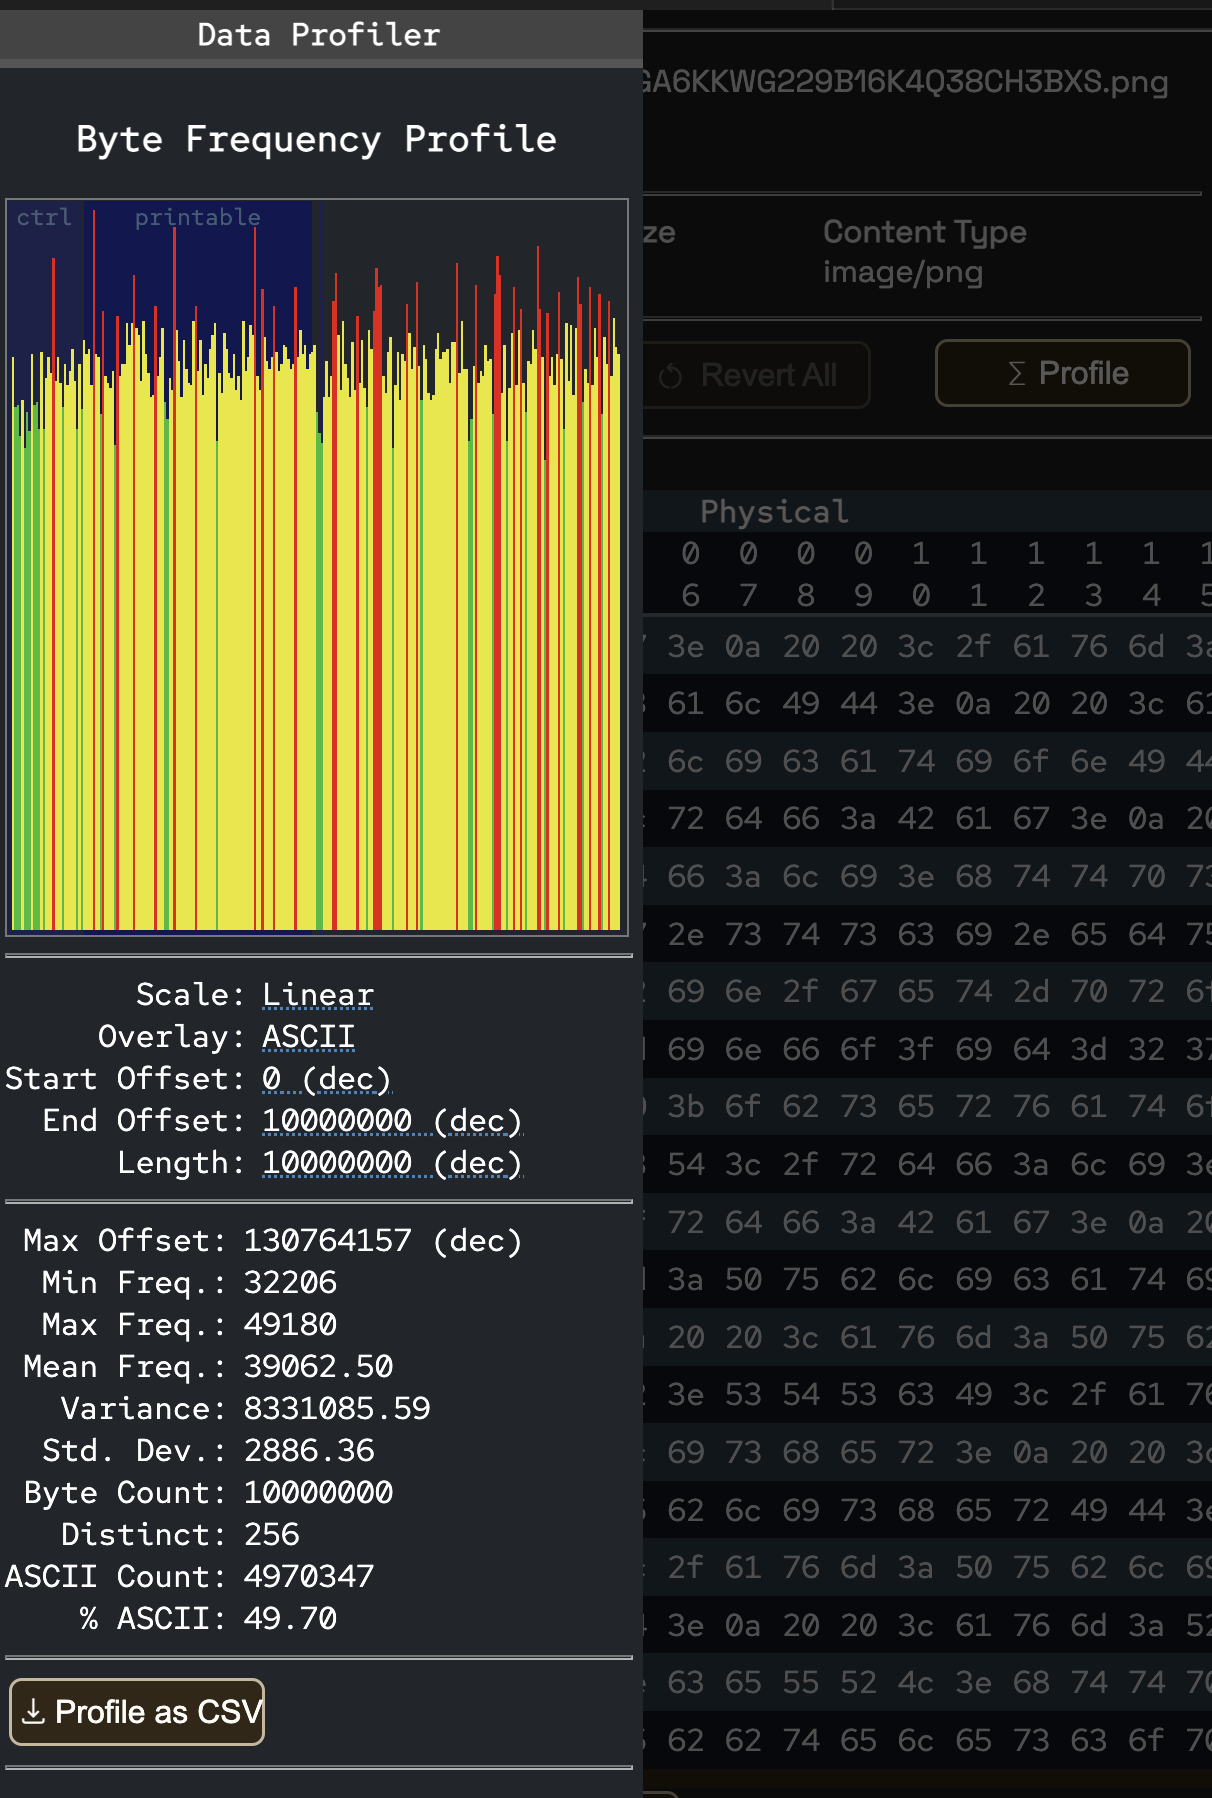 Data Profiler
Byte Frequency Profile
ctrl printable
Scale: Linear
Overlay: ASCII
Start Offset: 0 (dec)
End Offset: 10000000 (dec)
Length: 10000000 (dec)
Max Offset: 130764157 (dec)
Min Freq.: 32206
Max Freq.: 49180
Mean Freq.: 39062.50
Variance: 8331085.59
Std. Dev.: 2886.36
Byte Count: 10000000
Distinct: 256
ASCII Count: 4970347
% ASCII: 49.70
Profile as CSV
A6KKWG229B16K4Q38CH3BXS.png
ze Content Type
image/png
Revert All Σ Profile
Physical
0 0 0 0 1 1 1 1 1 1
6 7 8 9 0 1 2 3 4 5
3e 0a 20 20 3c 2f 61 76 6d 3a
61 6c 49 44 3e 0a 20 20 3c 61
6c 69 63 61 74 69 6f 6e 49 44
72 64 66 3a 42 61 67 3e 0a 20
66 3a 6c 69 3e 68 74 74 70 73
2e 73 74 73 63 69 2e 65 64 75
69 6e 2f 67 65 74 2d 70 72 6f
69 6e 66 6f 3f 69 64 3d 32 37
3b 6f 62 73 65 72 76 61 74 6f
54 3c 2f 72 64 66 3a 6c 69 3e
72 64 66 3a 42 61 67 3e 0a 20
3a 50 75 62 6c 69 63 61 74 69
20 20 3c 61 76 6d 3a 50 75 62
3e 53 54 53 63 49 3c 2f 61 76
69 73 68 65 72 3e 0a 20 20 3c
62 6c 69 73 68 65 72 49 44 3e
2f 61 76 6d 3a 50 75 62 6c 69
3e 0a 20 20 3c 61 76 6d 3a 52
63 65 55 52 4c 3e 68 74 74 70
62 62 74 65 6c 65 73 63 6f 70